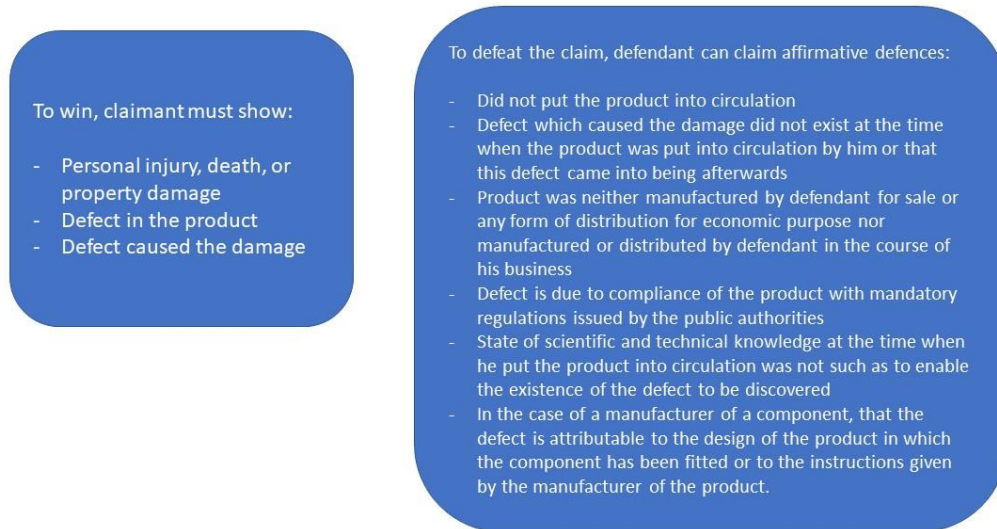 To win, claimant must show:
- Personal injury, death, or
property damage
- Defect in the product
- Defect caused the damage
To defeat the claim, defendant can claim affirmative defences:
- Did not put the product into circulation
- Defect which caused the damage did not exist at the time
when the product was put into circulation by him or that
this defect came into being afterwards
- Product was neither manufactured by defendant for sale or
any form of distribution for economic purpose nor
manufactured or distributed by defendant in the course of
his business
- Defect is due to compliance of the product with mandatory
regulations issued by the public authorities
- State of scientific and technical knowledge at the time when
he put the product into circulation was not such as to enable
the existence of the defect to be discovered
- In the case of a manufacturer of a component, that the
defect is attributable to the design of the product in which
the component has been fitted or to the instructions given
by the manufacturer of the product.